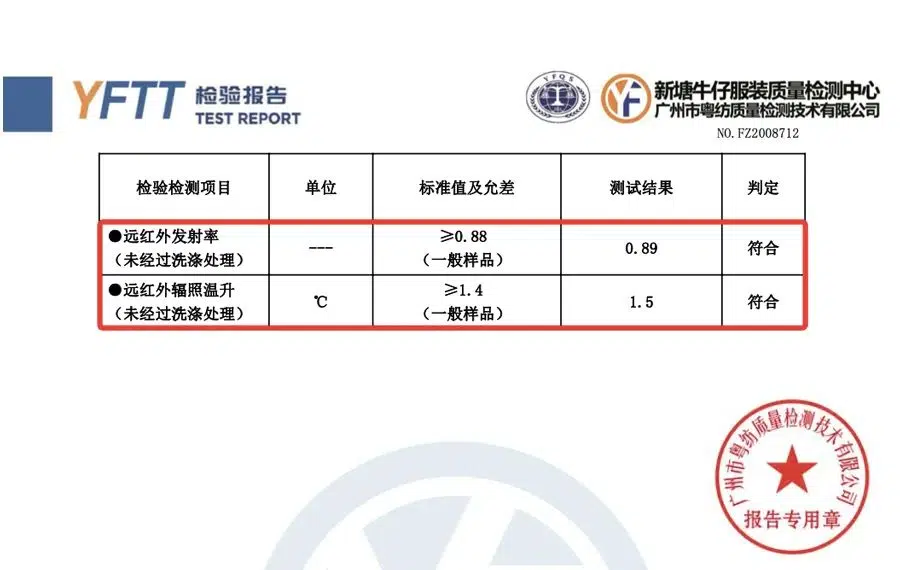 YFTT 检验报告
TEST REPORT
YFQS
YF
新塘牛仔服装质量检测中心
广州市粤纺质量检测技术有限公司
NO.FZ2008712
检验检测项目 单位 标准值及允差 测试结果 判定
●远红外发射率
（未经过洗涤处理） --- ≥0.88
（一般样品） 0.89 符合
●远红外辐照温升
（未经过洗涤处理） ℃ ≥1.4
（一般样品） 1.5 符合
广州市粤纺质量检测技术有限公司
报告专用章